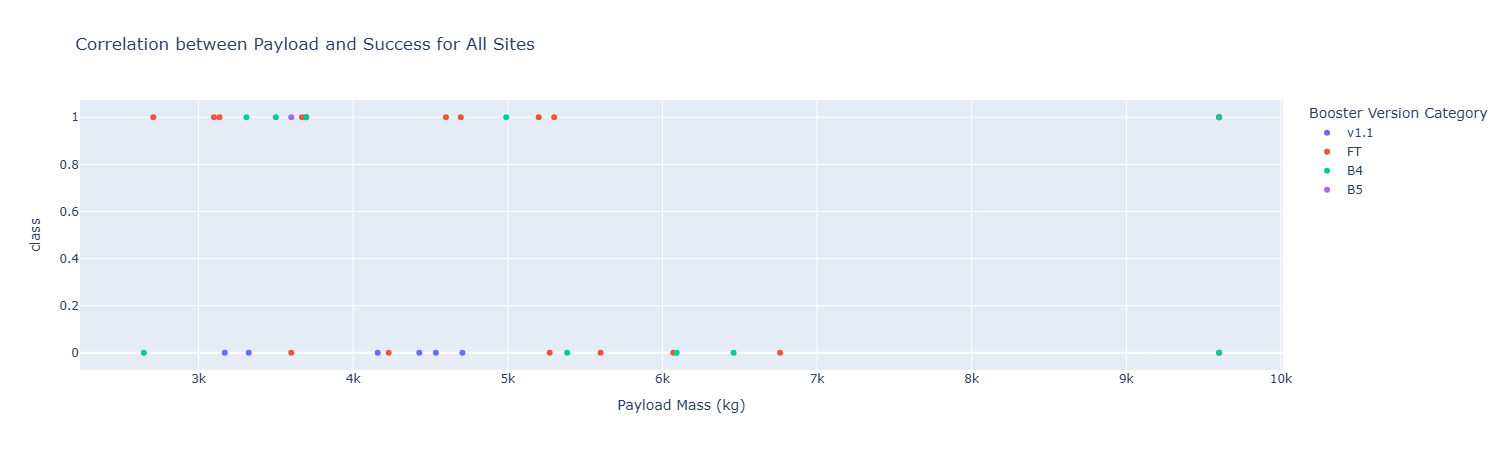 Correlation between Payload and Success for All Sites
1
0.8
0.6
0.4
0.2
0
class
3k 4k 5k 6k 7k 8k 9k 10k
Payload Mass (kg)
Booster Version Category
v1.1
FT
B4
B5